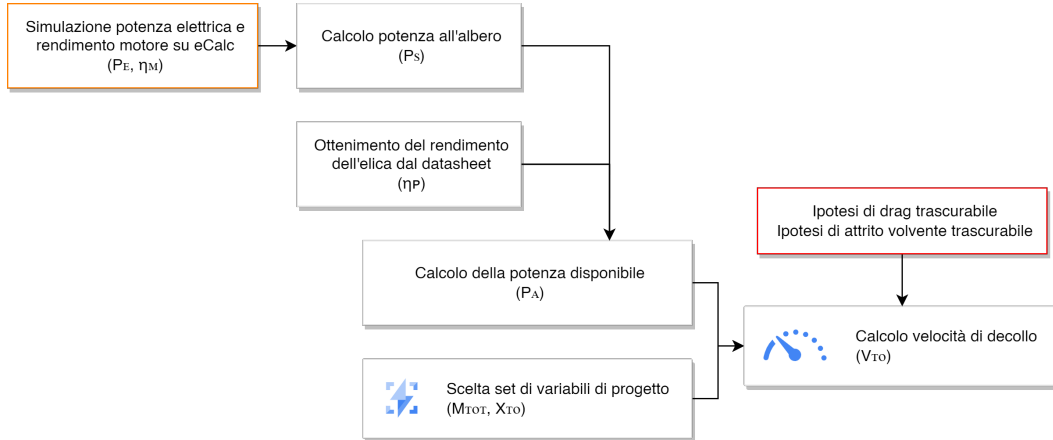 Simulazione potenza elettrica e
rendimento motore su eCalc
(PE, ηM)
Calcolo potenza all'albero
(PS)
Ottenimento del rendimento
dell'elica dal datasheet
(ηP)
Ipotesi di drag trascurabile
Ipotesi di attrito volvente trascurabile
Calcolo della potenza disponibile
(PA)
Calcolo velocità di decollo
(VTO)
Scelta set di variabili di progetto
(MTOT, XTO)